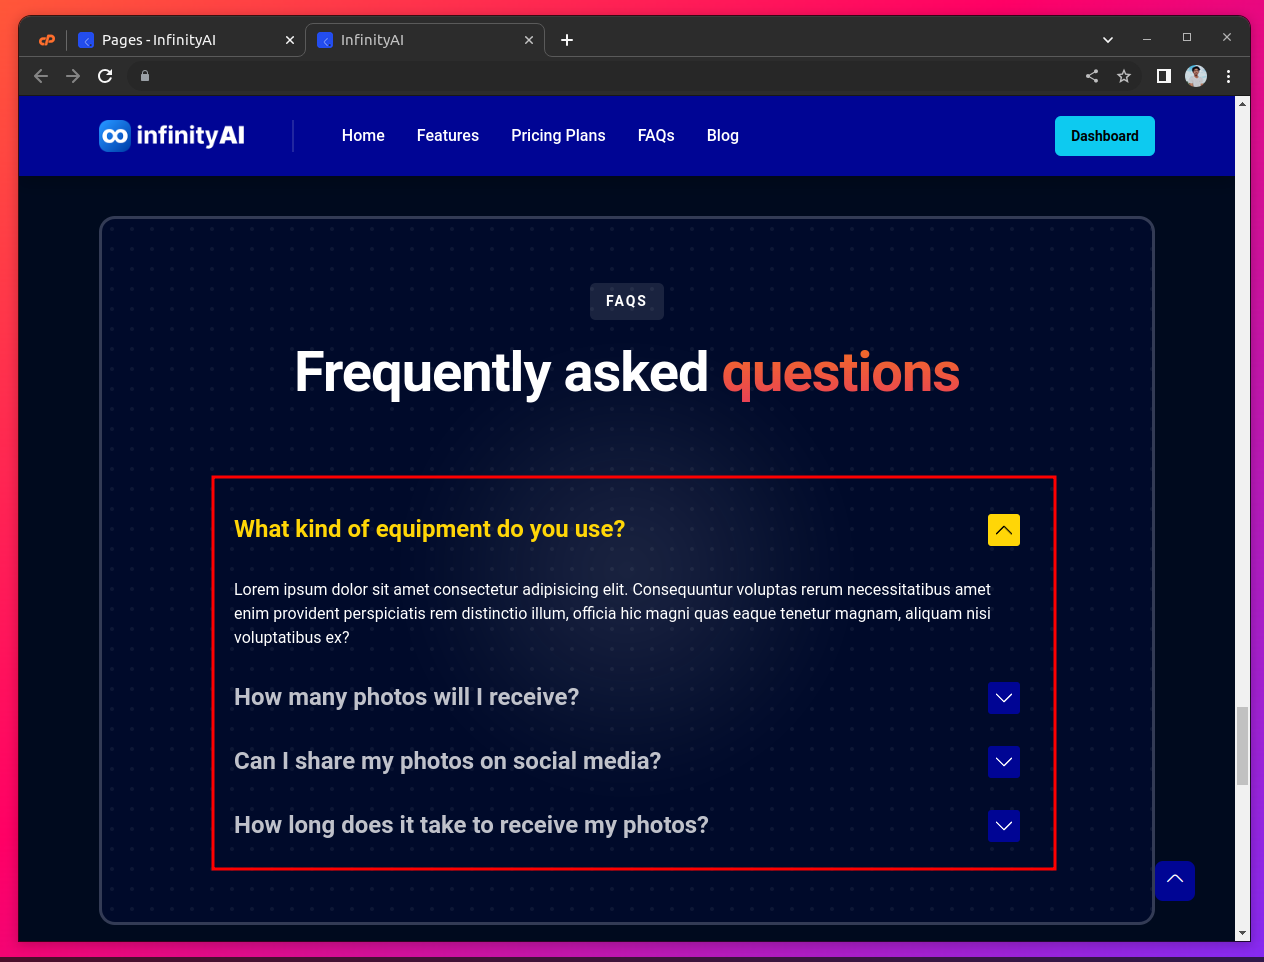 Pages - InfinityAI
InfinityAI
infinityAI
Home
Features
Pricing Plans
FAQs
Blog
Dashboard
FAQS
Frequently asked questions
What kind of equipment do you use?
Lorem ipsum dolor sit amet consectetur adipisicing elit. Consequuntur voluptas rerum necessitatibus amet
enim provident perspiciatis rem distinctio illum, officia hic magni quas eaque tenetur magnam, aliquam nisi
voluptatibus ex?
How many photos will I receive?
Can I share my photos on social media?
How long does it take to receive my photos?